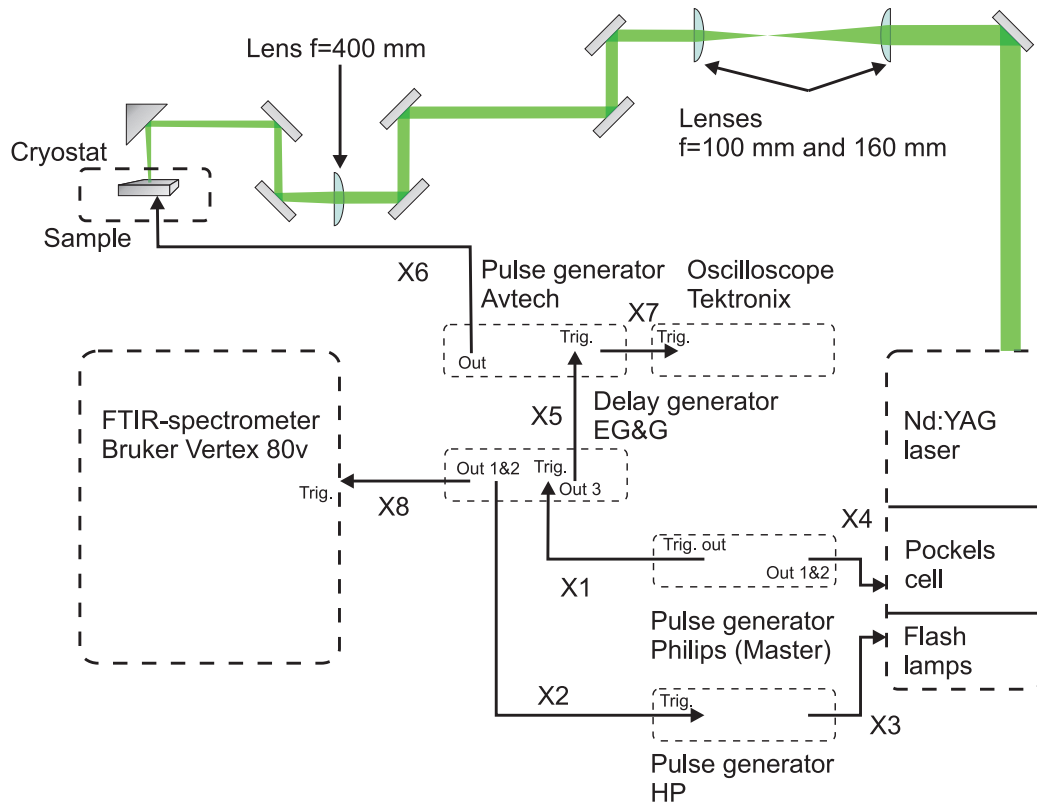 Lens f=400 mm
Lenses
f=100 mm and 160 mm
Cryostat
Sample
X6
Pulse generator
Avtech
Oscilloscope
Tektronix
X7
Trig.
Trig.
Out
FTIR-spectrometer
Bruker Vertex 80v
X5
Delay generator
EG&G
Nd:YAG
laser
Out 1&2
Trig.
Out 3
Trig.
X8
X4
Trig. out
Out 1&2
Pockels
cell
X1
Pulse generator
Philips (Master)
Flash
lamps
X2
Trig.
X3
Pulse generator
HP